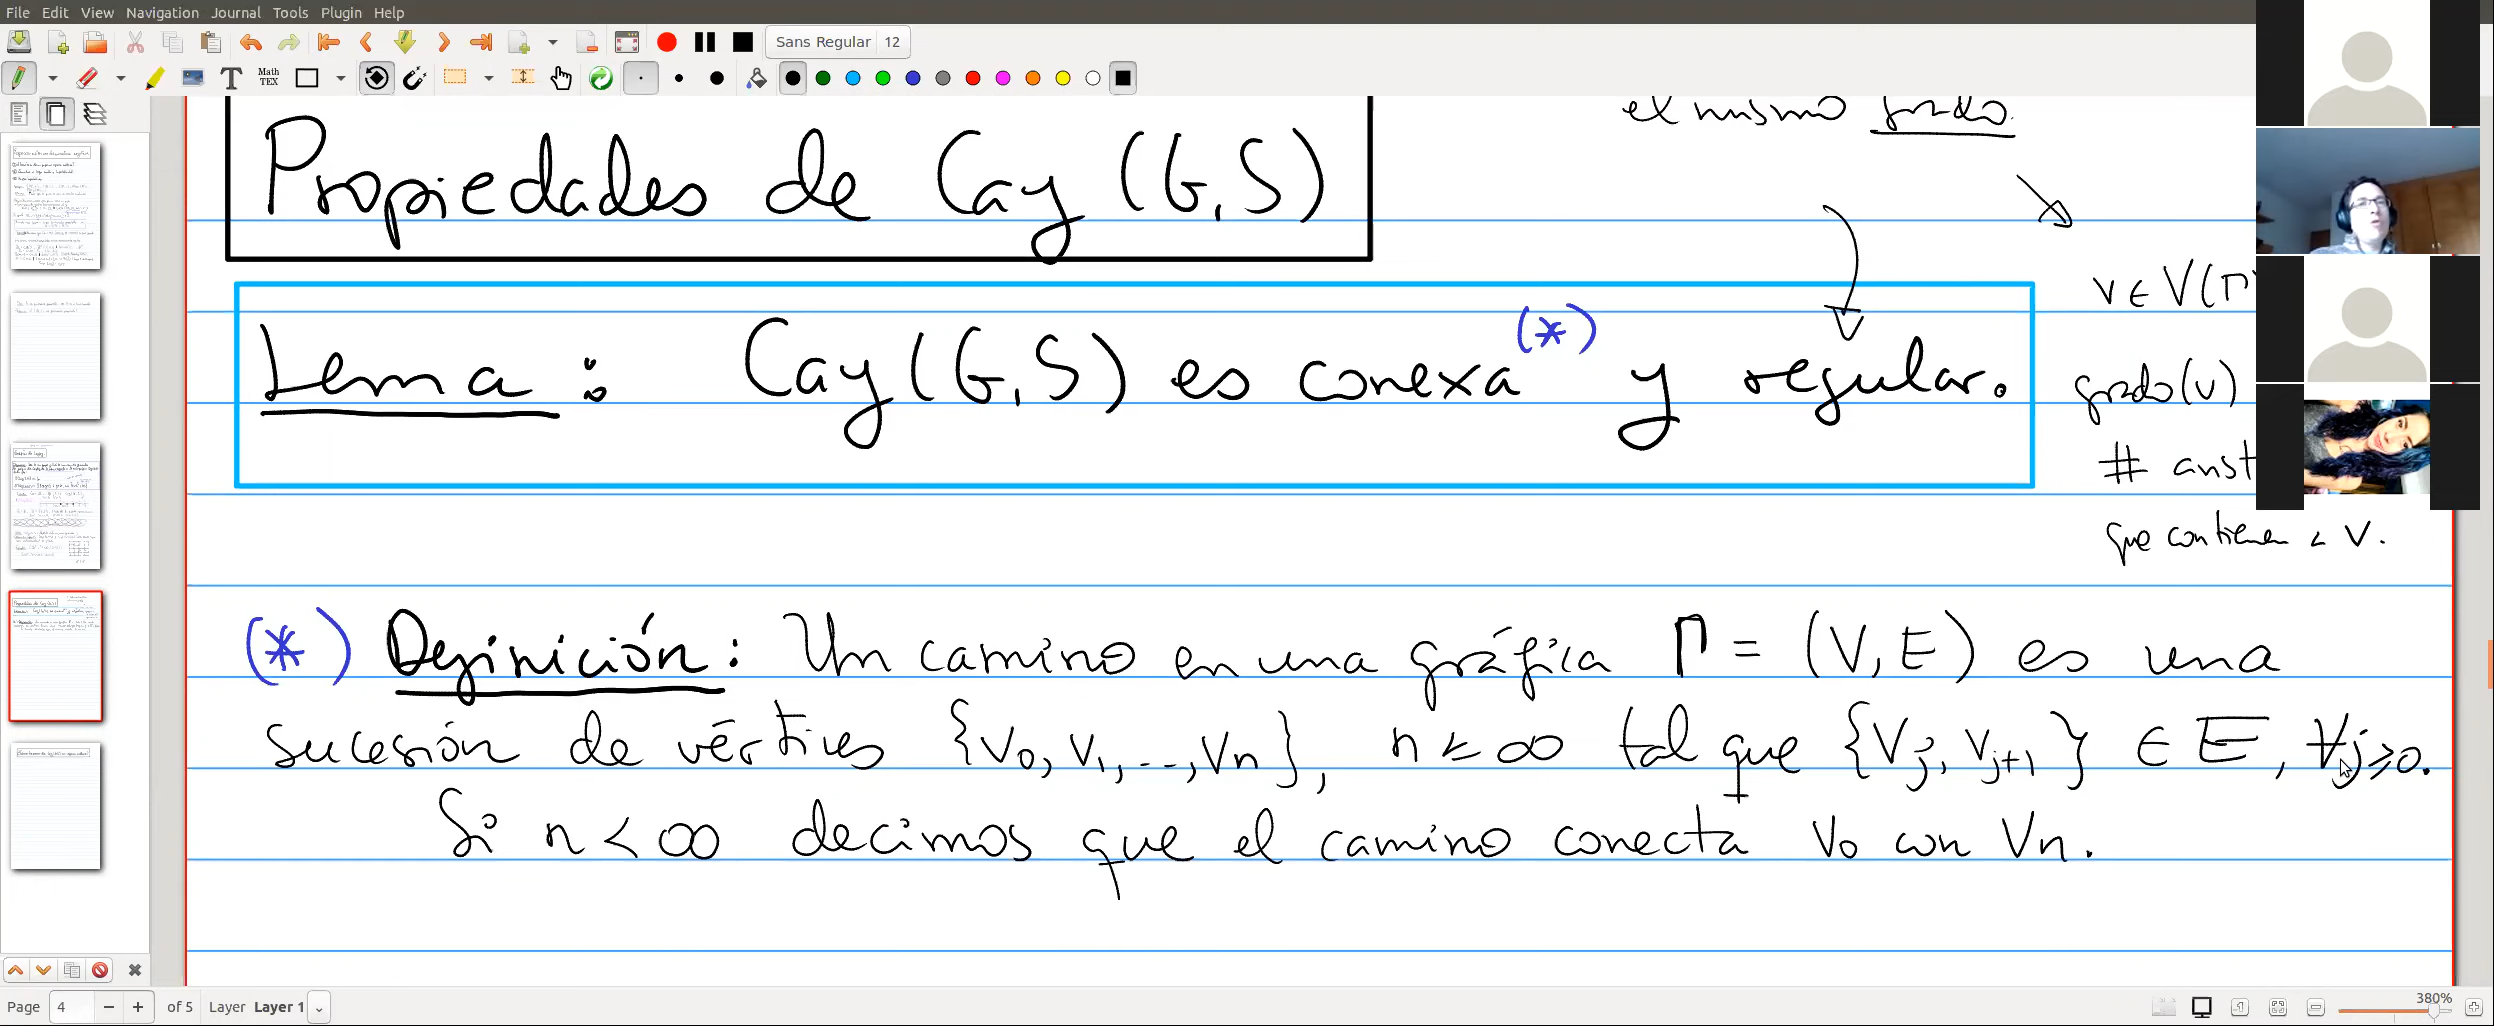 File Edit View Navigation Journal Tools Plugin Help
Sans Regular 12
Math
TEX
el mismo grado.
Propiedades de Cay (G,S)
v ∈ V(Γ
Lema: Cay(G,S) es conexa(*) y regular.
grado(v)
# arist
que contienen a v.
(*) Definición: Un camino en una gráfica Γ = (V,E) es una
sucesión de vértices {v0, v1, ..., vn}, n ≤ ∞ tal que {vj, vj+1} ∈ E, ∀j≥0.
Si n < ∞ decimos que el camino conecta v0 con vn.
Page 4 of 5 Layer Layer 1 380%